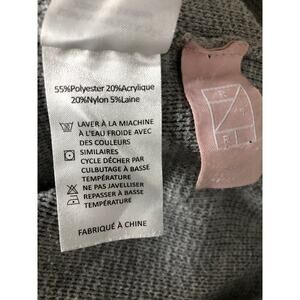 55%Polyester 20%Acrylique
20%Nylon 5%Laine
LAVER À LA MIACHINE
À L'EAU FROIDE AVEC
DES COULEURS
SIMILAIRES
CYCLE DÉCHER PAR
CULBUTAGE À BASSE
TEMPÉRATURE
NE PAS JAVELLISER
REPASSER À BASSE
TEMPÉRATURE
FABRIQUÉ À CHINE